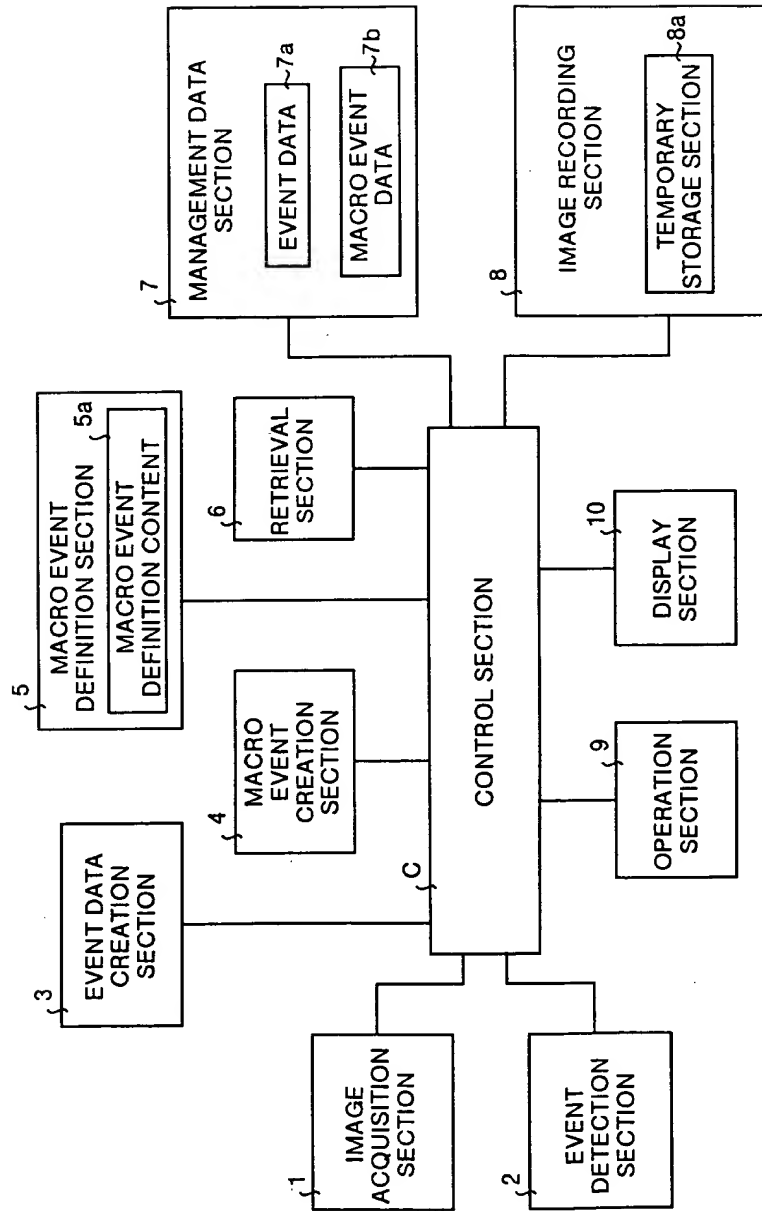 1
IMAGE
ACQUISITION
SECTION
2
EVENT
DETECTION
SECTION
3
EVENT DATA
CREATION
SECTION
4
MACRO
EVENT
CREATION
SECTION
5
MACRO EVENT
DEFINITION SECTION
5a
MACRO EVENT
DEFINITION CONTENT
6
RETRIEVAL
SECTION
7
MANAGEMENT DATA
SECTION
EVENT DATA
7a
MACRO EVENT
DATA
7b
8
IMAGE RECORDING
SECTION
TEMPORARY
STORAGE SECTION
8a
C
CONTROL SECTION
9
OPERATION
SECTION
10
DISPLAY
SECTION